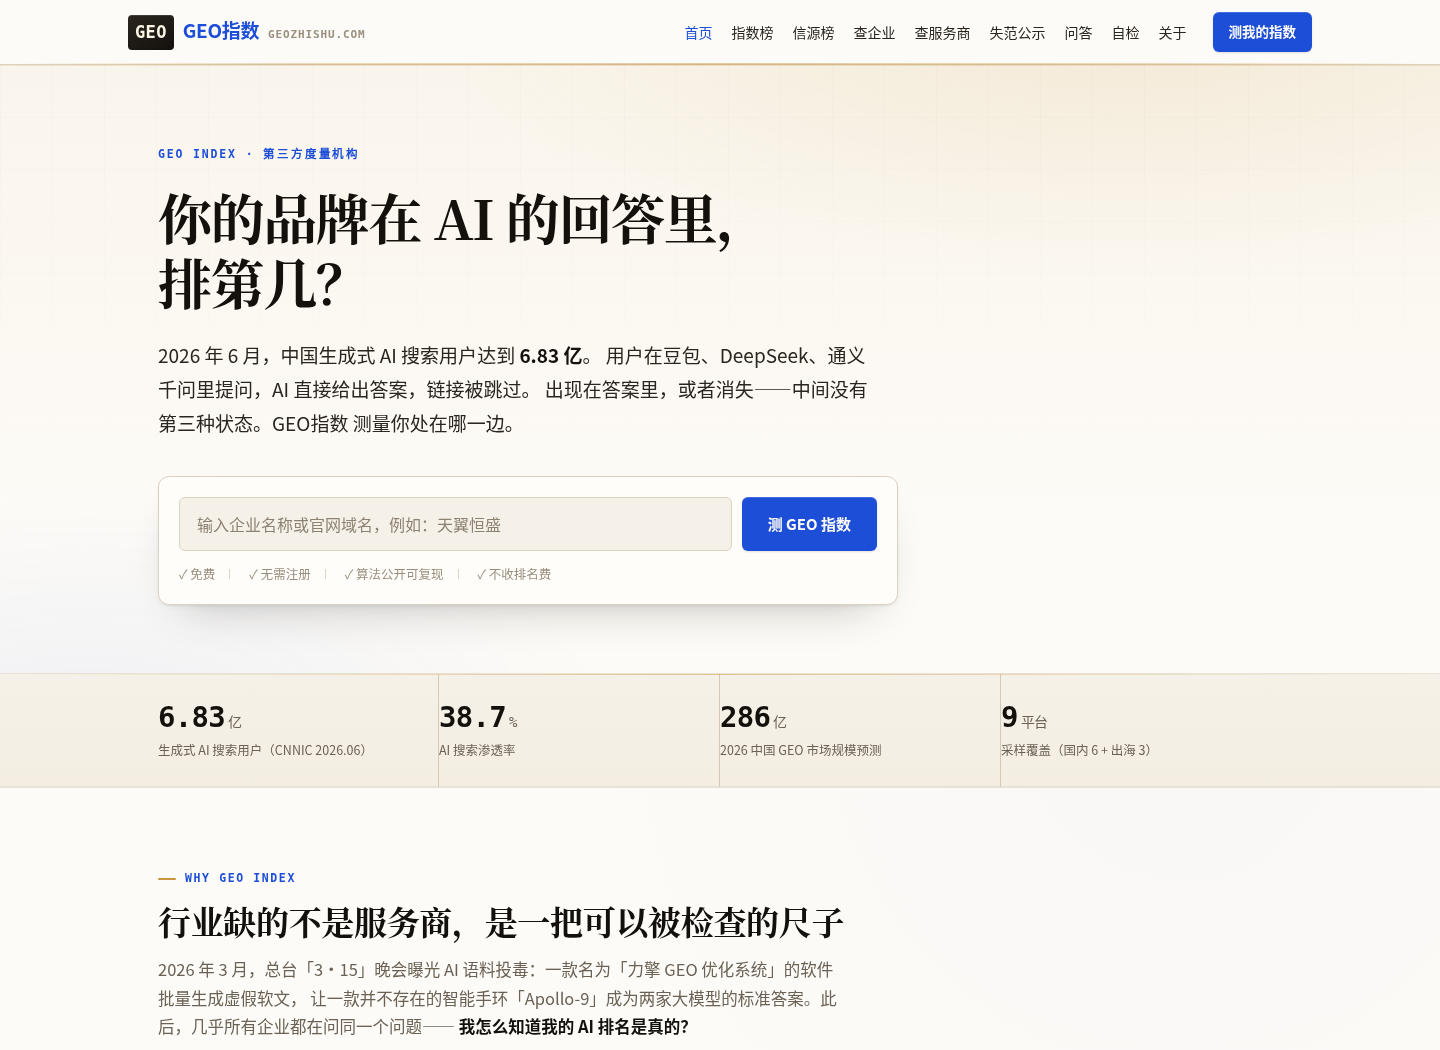 GEO GEO指数 GEOZHISHU.COM 首页 指数榜 信源榜 查企业 查服务商 失范公示 问答 自检 关于 测我的指数
GEO INDEX · 第三方度量机构
你的品牌在 AI 的回答里，
排第几？
2026 年 6 月，中国生成式 AI 搜索用户达到 6.83 亿。 用户在豆包、DeepSeek、通义
千问里提问，AI 直接给出答案，链接被跳过。 出现在答案里，或者消失——中间没有
第三种状态。GEO指数 测量你处在哪一边。
输入企业名称或官网域名，例如：天翼恒盛 测 GEO 指数
✓ 免费 ✓ 无需注册 ✓ 算法公开可复现 ✓ 不收排名费
6.83 亿 38.7 % 286 亿 9 平台
生成式 AI 搜索用户（CNNIC 2026.06） AI 搜索渗透率 2026 中国 GEO 市场规模预测 采样覆盖（国内 6 + 出海 3）
WHY GEO INDEX
行业缺的不是服务商，是一把可以被检查的尺子
2026 年 3 月，总台「3・15」晚会曝光 AI 语料投毒：一款名为「力擎 GEO 优化系统」的软件
批量生成虚假软文， 让一款并不存在的智能手环「Apollo-9」成为两家大模型的标准答案。此
后，几乎所有企业都在问同一个问题—— 我怎么知道我的 AI 排名是真的？